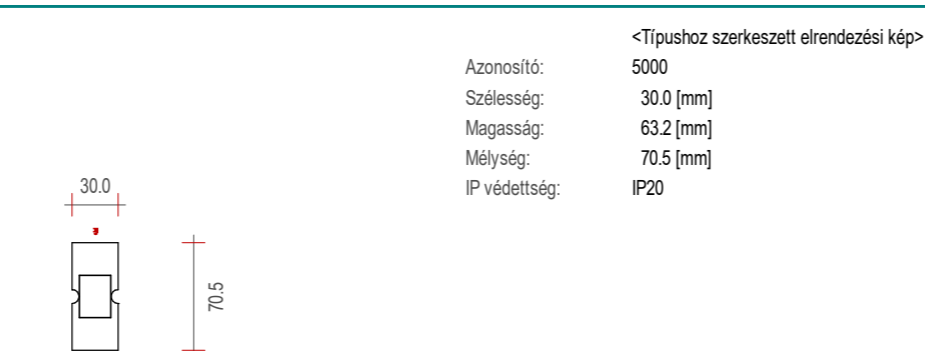 <Típushoz szerkeszett elrendezési kép>
Azonosító: 5000
Szélesség: 30.0 [mm]
Magasság: 63.2 [mm]
Mélység: 70.5 [mm]
IP védettség: IP20
30.0
70.5